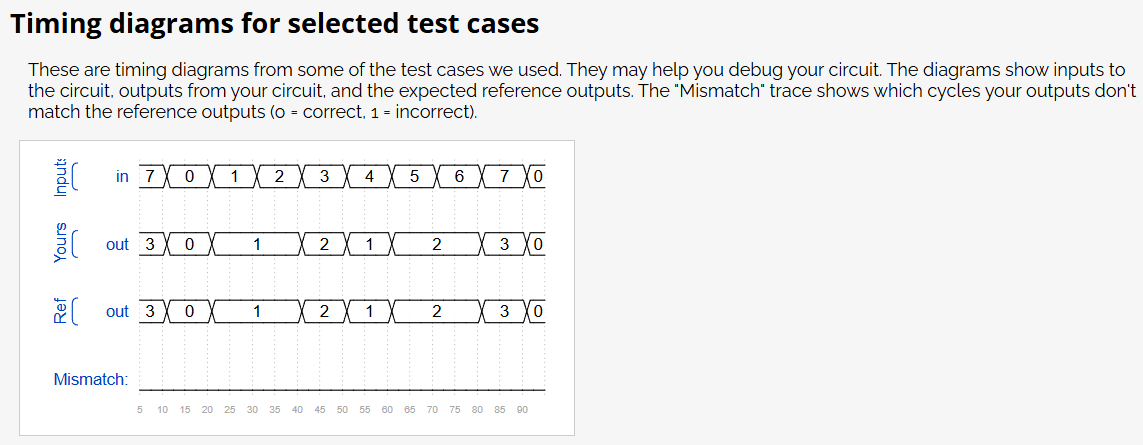 Timing diagrams for selected test cases
These are timing diagrams from some of the test cases we used. They may help you debug your circuit. The diagrams show inputs to
the circuit, outputs from your circuit, and the expected reference outputs. The "Mismatch" trace shows which cycles your outputs don't
match the reference outputs (0 = correct, 1 = incorrect).
Inputs
in 7 0 1 2 3 4 5 6 7 0
Yours
out 3 0 1 2 1 2 3 0
Ref
out 3 0 1 2 1 2 3 0
Mismatch:
5 10 15 20 25 30 35 40 45 50 55 60 65 70 75 80 85 90